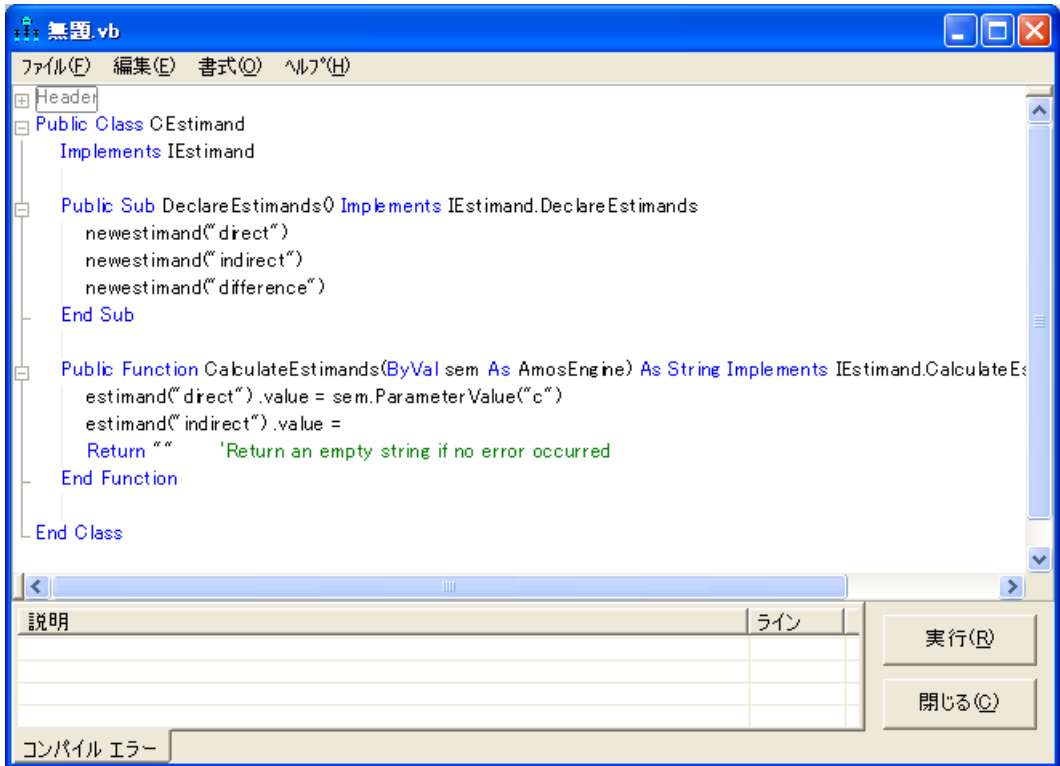 無題.vb
ファイル(F) 編集(E) 書式(O) ヘルプ(H)
Header
Public Class CEstimand
Implements IEstimand
Public Sub DeclareEstimands() Implements IEstimand.DeclareEstimands
newestimand("direct")
newestimand("indirect")
newestimand("difference")
End Sub
Public Function CalculateEstimands(ByVal sem As AmosEngine) As String Implements IEstimand.CalculateEs
estimand("direct").value = sem.ParameterValue("c")
estimand("indirect").value =
Return "" 'Return an empty string if no error occurred
End Function
End Class
説明 ライン
実行(R)
閉じる(C)
コンパイル エラー